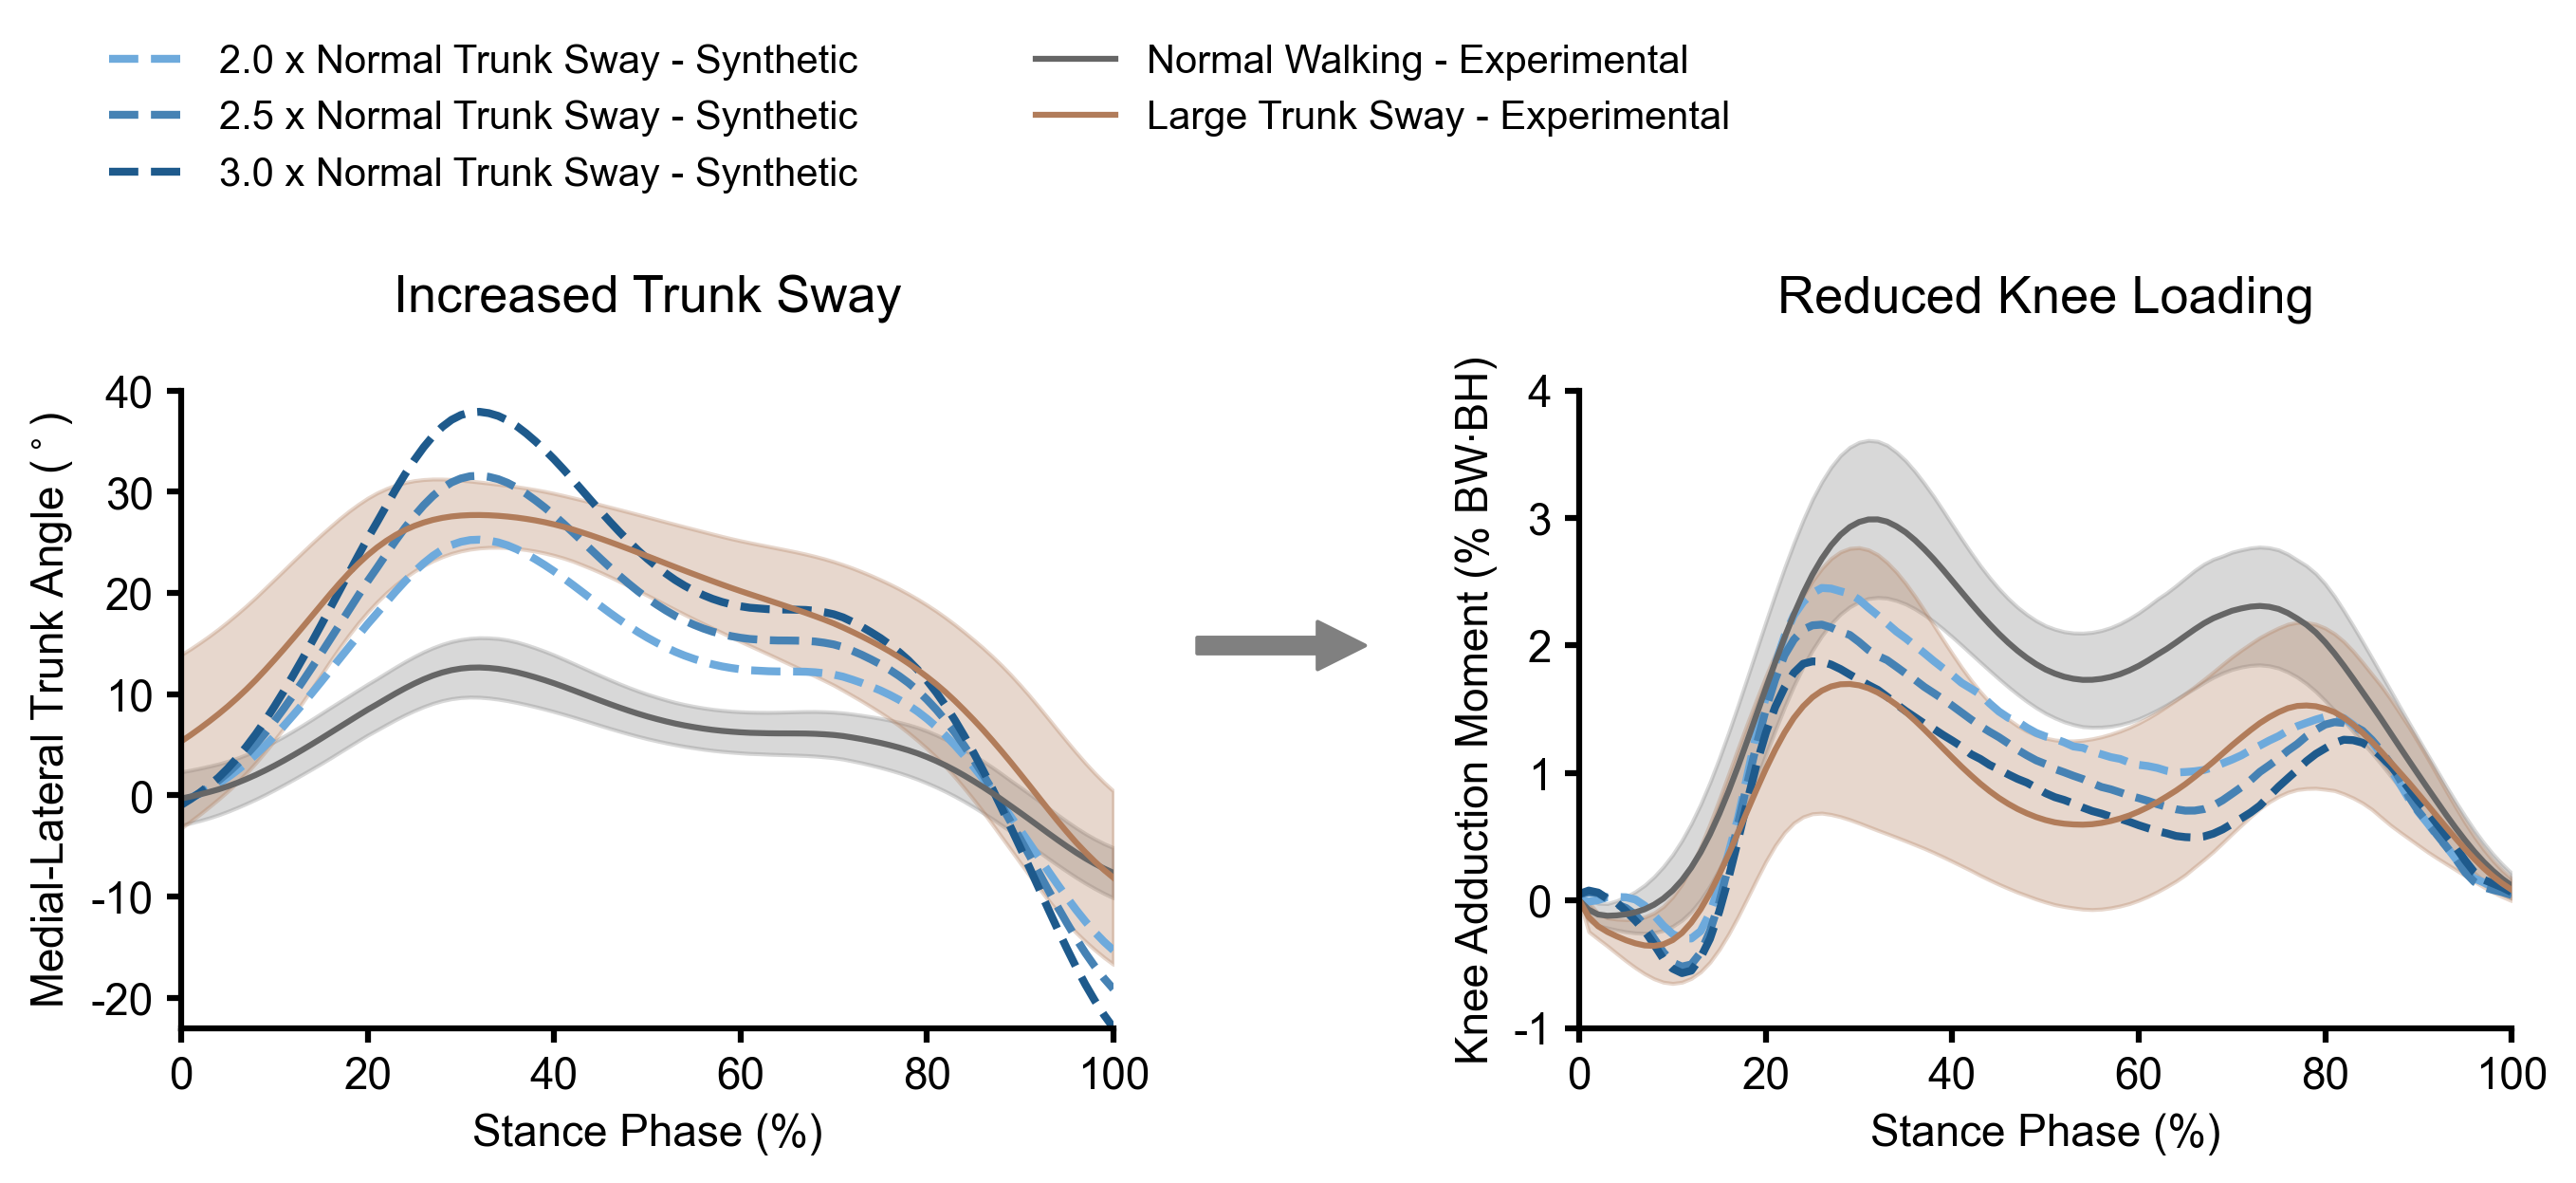 2.0 x Normal Trunk Sway - Synthetic
2.5 x Normal Trunk Sway - Synthetic
3.0 x Normal Trunk Sway - Synthetic
Normal Walking - Experimental
Large Trunk Sway - Experimental
Increased Trunk Sway
Medial-Lateral Trunk Angle (°)
40
30
20
10
0
-10
-20
0 20 40 60 80 100
Stance Phase (%)
Reduced Knee Loading
Knee Adduction Moment (% BW·BH)
4
3
2
1
0
-1
0 20 40 60 80 100
Stance Phase (%)